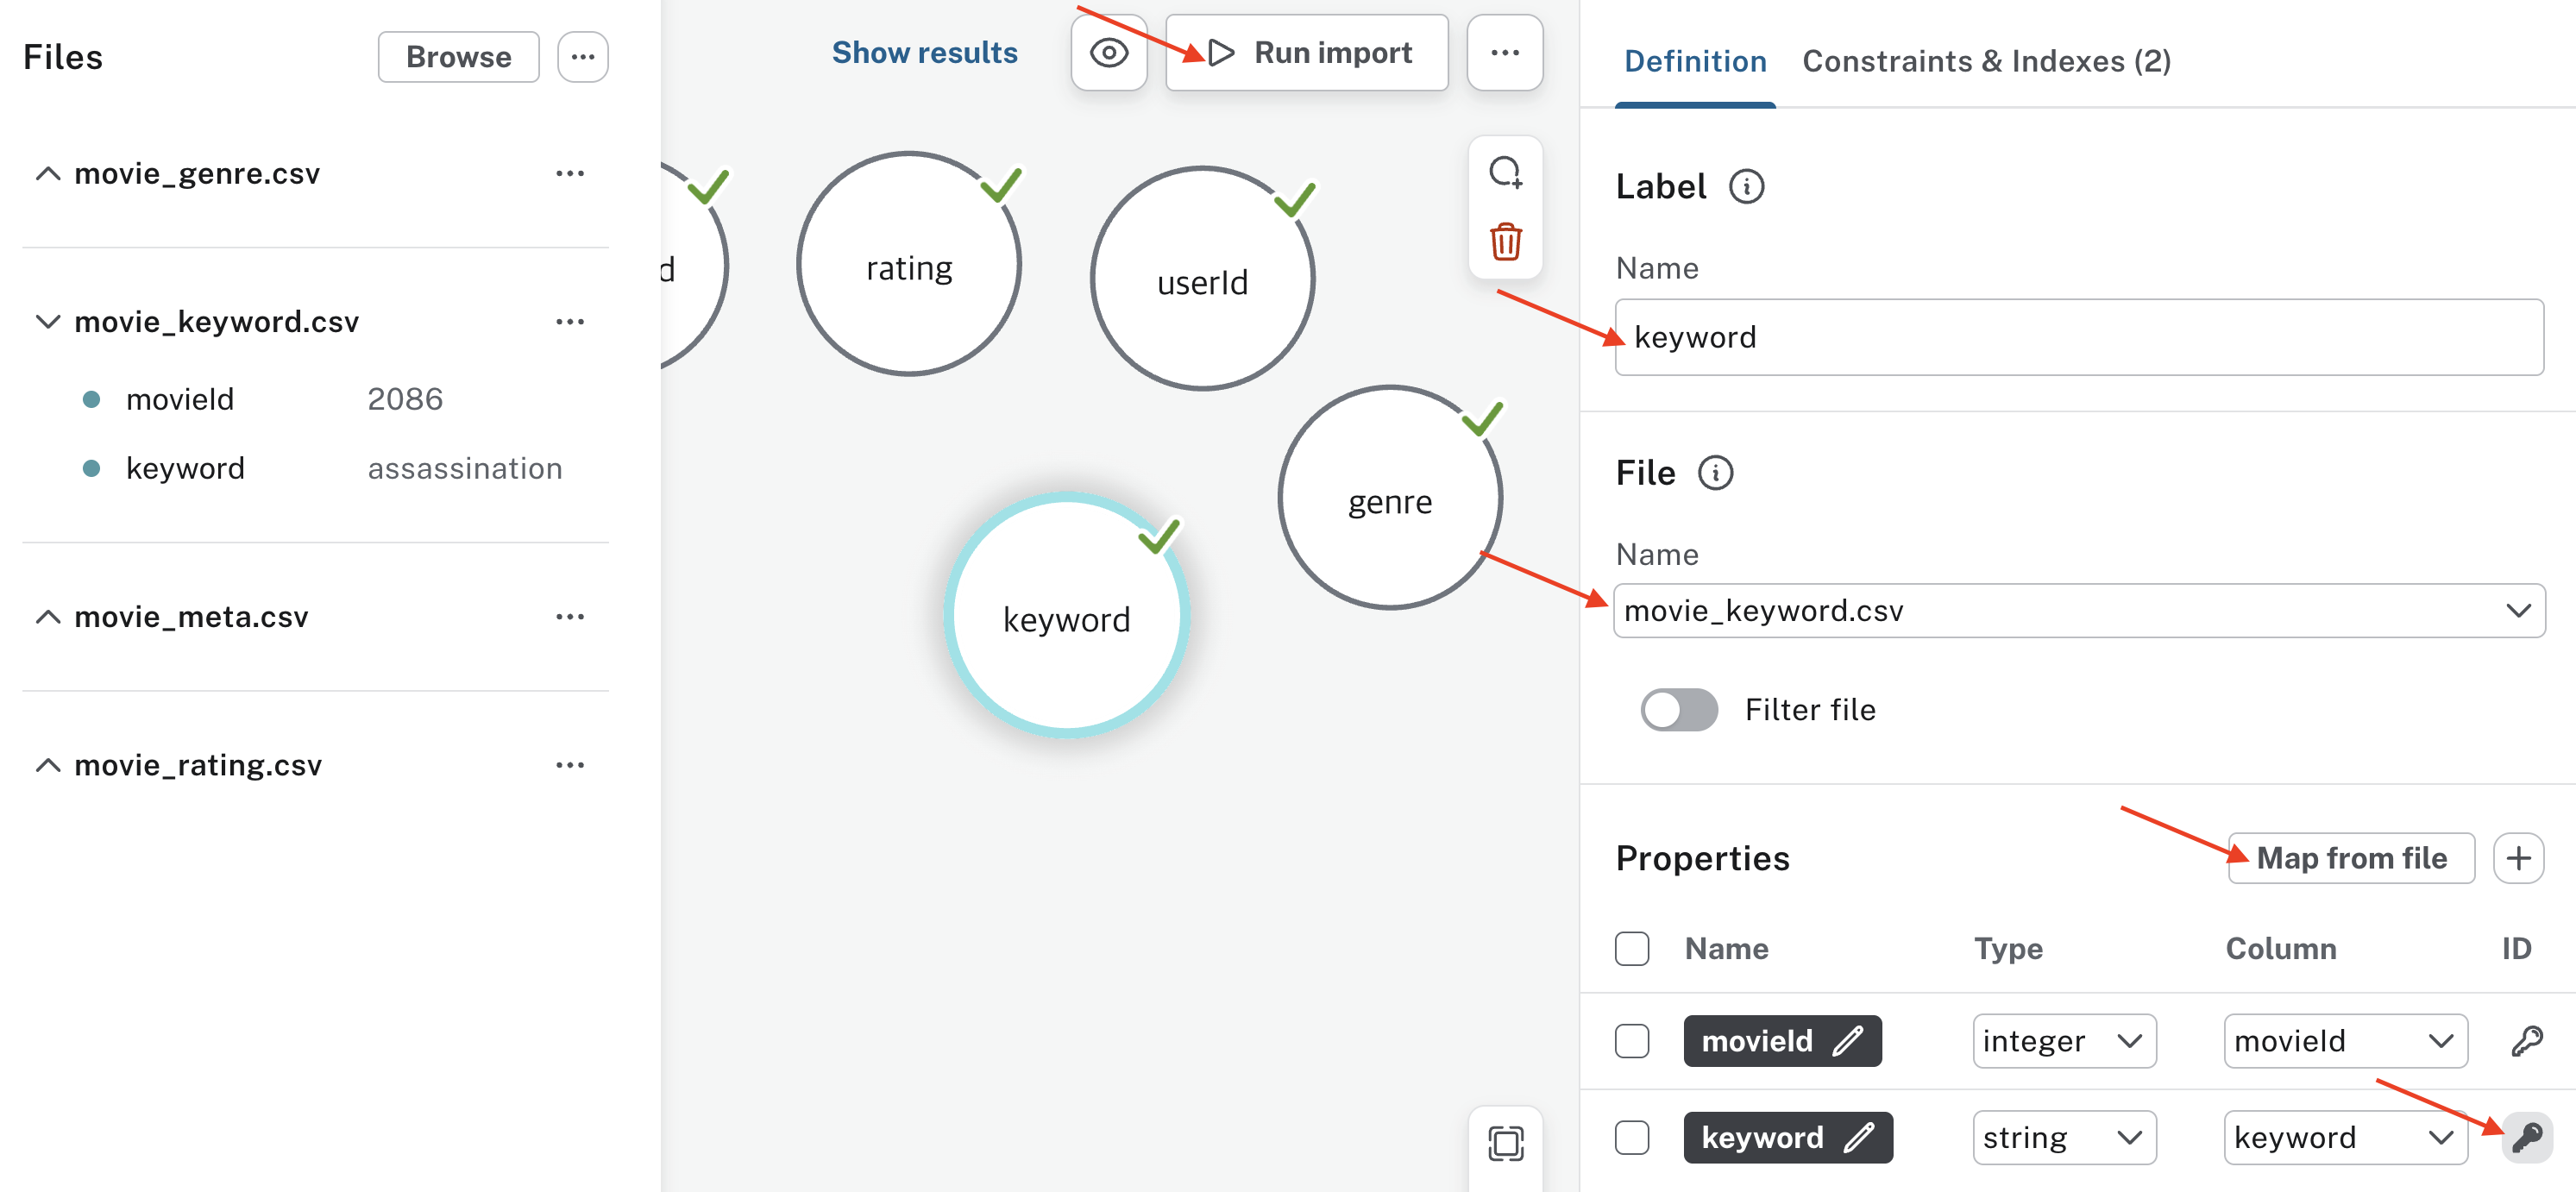 Files
Browse
movie_genre.csv
movie_keyword.csv
movieId 2086
keyword assassination
movie_meta.csv
movie_rating.csv
Show results
Run import
d
rating
userId
genre
keyword
Definition
Constraints & Indexes (2)
Label
Name
keyword
File
Name
movie_keyword.csv
Filter file
Properties
Map from file
Name Type Column ID
movieId integer movieId
keyword string keyword